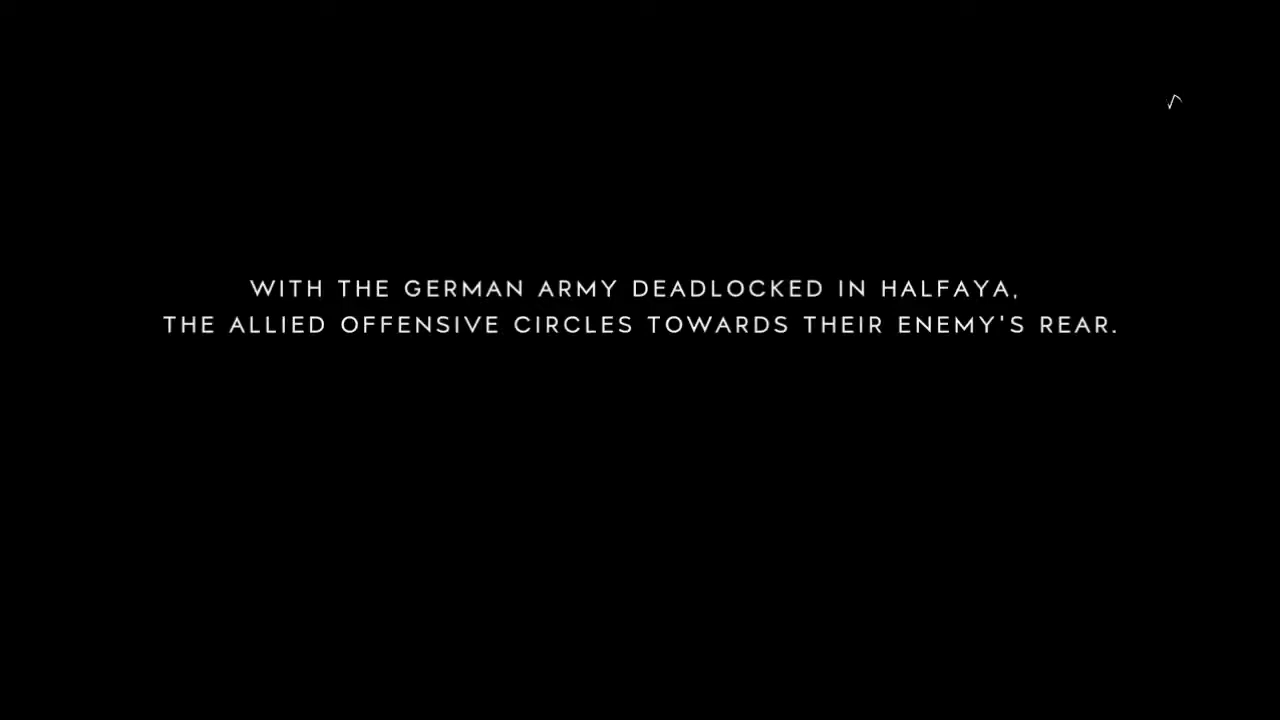 WITH THE GERMAN ARMY DEADLOCKED IN HALFAYA,
THE ALLIED OFFENSIVE CIRCLES TOWARDS THEIR ENEMY'S REAR.